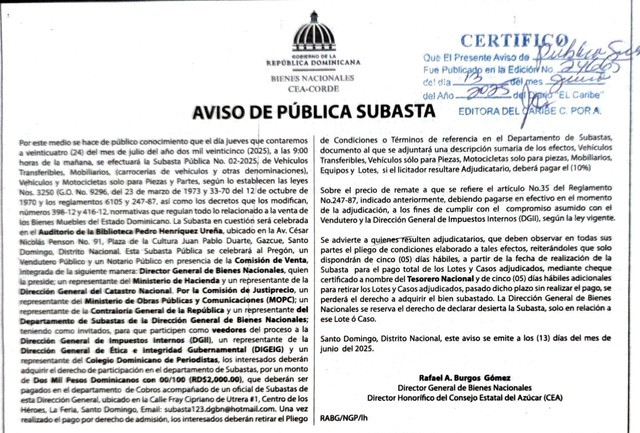 GOBIERNO DE LA
REPÚBLICA DOMINICANA
BIENES NACIONALES
CEA-CORDE
CERTIFICO
Que El Presente Aviso de Publica
Fue Publicado en la Edición No.
del día 13 del mes Junio
del Año 2025 del "El Caribe"
EDITORA DEL CARIBE C. POR A.
AVISO DE PÚBLICA SUBASTA
Por este medio se hace de público conocimiento que el día jueves que contaremos
a veinticuatro (24) del mes de julio del año dos mil veinticinco (2025), a las 9:00
horas de la mañana, se efectuará la Subasta Pública No. 02-2025, de Vehículos
Transferibles, Mobiliarios, (carrocerías de vehículos y otras denominaciones),
Vehículos y Motocicletas solo para Piezas y Partes, según lo establecen las leyes
Nos. 3250 (G.O. No. 9296, del 23 de marzo de 1973 y 33-70 del 12 de octubre de
1970 y los reglamentos 6105 y 247-87, así como los decretos que los modifican,
números 398-12 y 416-12, normativas que regulan todo lo relacionado a la venta de
los Bienes Muebles del Estado Dominicano. La Subasta en cuestión será celebrada
en el Auditorio de la Biblioteca Pedro Henríquez Ureña, ubicada en la Av. César
Nicolás Penson No. 91, Plaza de la Cultura Juan Pablo Duarte, Gazcue, Santo
Domingo, Distrito Nacional. Esta Subasta Pública se celebrará al Pregón, un
Vendutero Público y un Notario Público en presencia de la Comisión de Venta,
integrada de la siguiente manera: Director General de Bienes Nacionales, quien
la preside; un representante del Ministerio de Hacienda y un representante de la
Dirección General del Catastro Nacional. Por la Comisión de Justiprecio, un
representante del Ministerio de Obras Públicas y Comunicaciones (MOPC); un
representante de la Contraloría General de la República y un representante del
Departamento de Subastas de la Dirección General de Bienes Nacionales;
teniendo como invitados, para que participen como veedores del proceso a la
Dirección General de Impuestos Internos (DGII), un representante de la
Dirección General de Ética e Integridad Gubernamental (DIGEIG) y un
representante del Colegio Dominicano de Periodistas, los interesados deberán
adquirir el derecho de participación en el departamento de Subastas, por un monto
de Dos Mil Pesos Dominicanos con 00/100 (RD$2,000.00), que deberán ser
pagados en el departamento de Cobros acompañado de un oficial de Subastas de
esta Dirección General, ubicado en la Calle Fray Cipriano de Utrera #1, Centro de los
Héroes, La Feria, Santo Domingo, Email: subasta123.dgbn@hotmail.com. Una vez
realizado el pago por derecho de admisión, los interesados deberán retirar el Pliego
de Condiciones o Términos de referencia en el Departamento de Subastas,
documento al que se adjuntará una descripción sumaria de los efectos, Vehículos
Transferibles, Vehículos sólo para Piezas, Motocicletas solo para piezas, Mobiliarios,
Equipos y Lotes, si el licitador resultare Adjudicatario, deberá pagar el (10%)
Sobre el precio de remate a que se refiere el artículo No.35 del Reglamento
No.247-87, indicado anteriormente, debiendo pagarse en efectivo en el momento
de la adjudicación, a los fines de cumplir con el compromiso asumido con el
Vendutero y la Dirección General de Impuestos Internos (DGII), según la ley vigente.
Se advierte a quienes resulten adjudicatarios, que deben observar en todas sus
partes el pliego de condiciones elaborado a tales efectos, reiterándoles que solo
dispondrán de cinco (05) días hábiles, a partir de la fecha de realización de la
Subasta para el pago total de los Lotes y Casos adjudicados, mediante cheque
certificado a nombre del Tesorero Nacional y de cinco (05) días hábiles adicionales
para retirar los Lotes y Casos adjudicados, pasado dicho plazo sin realizar el pago, se
perderá el derecho a adquirir el bien subastado. La Dirección General de Bienes
Nacionales se reserva el derecho de declarar desierta la Subasta, solo en relación a
ese Lote ó Caso.
Santo Domingo, Distrito Nacional, este aviso se emite a los (13) días del mes de
junio del 2025.
Rafael A. Burgos Gómez
Director General de Bienes Nacionales
Director Honorífico del Consejo Estatal del Azúcar (CEA)
RABG/NGP/lh